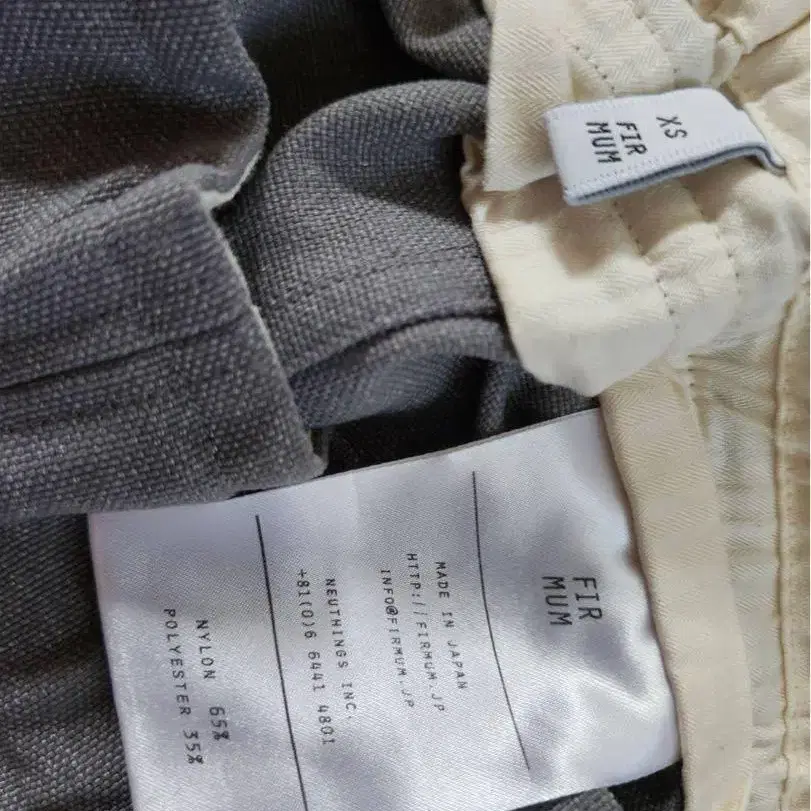 XS
FIR
MUM
FIR
MUM
MADE IN JAPAN
HTTP://FIRMUM.JP
INFO@FIRMUM.JP
NEUTHINGS INC.
+81(0)6 6441 4801
NYLON 65%
POLYESTER 35%